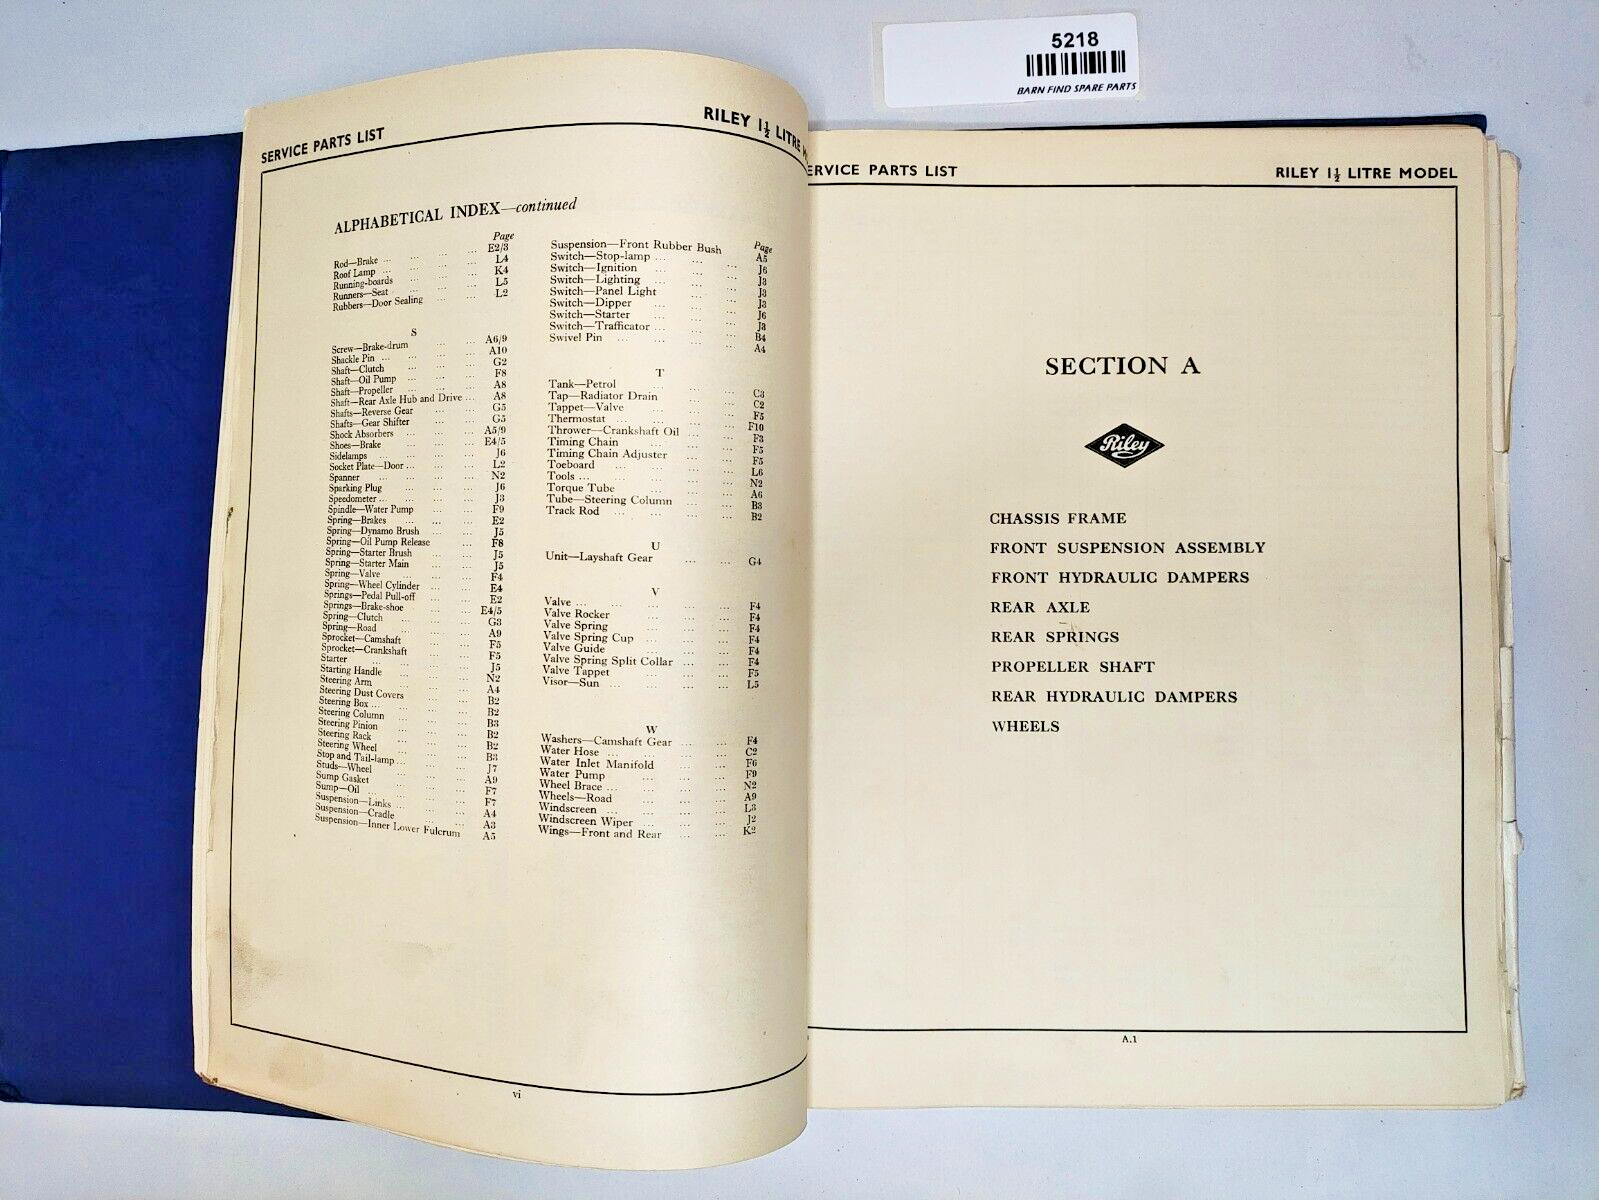 5218
BARN FIND SPARE PARTS
SERVICE PARTS LIST
RILEY 1½ LITRE
ALPHABETICAL INDEX—continued
Page
Rod—Brake ... E2/3
Roof Lamp ... L4
Running-boards ... K4
Runners—Seat ... L5
Rubbers—Door Sealing ... L2
S
Screw—Brake-drum ... A6/9
Shackle Pin ... A10
Shaft—Clutch ... G2
Shaft—Oil Pump ... F8
Shaft—Propeller ... A8
Shaft—Rear Axle Hub and Drive ... A8
Shafts—Reverse Gear ... G5
Shafts—Gear Shifter ... G5
Shock Absorbers ... A5/9
Shoes—Brake ... E4/5
Sidelamps ... J6
Socket Plate—Door ... L2
Spanner ... N2
Sparking Plug ... J6
Speedometer ... J3
Spindle—Water Pump ... F9
Spring—Brakes ... E2
Spring—Dynamo Brush ... J5
Spring—Oil Pump Release ... F8
Spring—Starter Brush ... J5
Spring—Starter Main ... J5
Spring—Valve ... F4
Spring—Wheel Cylinder ... E4
Springs—Pedal Pull-off ... E2
Springs—Brake-shoe ... E4/5
Spring—Clutch ... G3
Spring—Road ... A9
Sprocket—Camshaft ... F5
Sprocket—Crankshaft ... F5
Starter ... J5
Starting Handle ... N2
Steering Arm ... A4
Steering Dust Covers ... B2
Steering Box ... B2
Steering Column ... B3
Steering Pinion ... B2
Steering Rack ... B2
Steering Wheel ... B3
Stop and Tail-lamp ... J7
Studs—Wheel ... A9
Sump Gasket ... F7
Sump—Oil ... F7
Suspension—Links ... A4
Suspension—Cradle ... A3
Suspension—Inner Lower Fulcrum A5
Page
Suspension—Front Rubber Bush A5
Switch—Stop-lamp ... J6
Switch—Ignition ... J3
Switch—Lighting ... J3
Switch—Panel Light ... J3
Switch—Dipper ... J6
Switch—Starter ... J3
Switch—Trafficator ... B4
Swivel Pin ... A4
T
Tank—Petrol ... C3
Tap—Radiator Drain ... C2
Tappet—Valve ... F5
Thermostat ... F10
Thrower—Crankshaft Oil ... F3
Timing Chain ... F5
Timing Chain Adjuster ... F5
Toeboard ... L6
Tools ... N2
Torque Tube ... A6
Tube—Steering Column ... B3
Track Rod ... B2
U
Unit—Layshaft Gear ... G4
V
Valve ... F4
Valve Rocker ... F4
Valve Spring ... F4
Valve Spring Cup ... F4
Valve Guide ... F4
Valve Spring Split Collar ... F4
Valve Tappet ... F5
Visor—Sun ... L5
W
Washers—Camshaft Gear ... F4
Water Hose ... C2
Water Inlet Manifold ... F6
Water Pump ... F9
Wheel Brace ... N2
Wheels—Road ... A9
Windscreen ... L3
Windscreen Wiper ... J2
Wings—Front and Rear ... K2
vi
ERVICE PARTS LIST
RILEY 1½ LITRE MODEL
SECTION A
Riley
CHASSIS FRAME
FRONT SUSPENSION ASSEMBLY
FRONT HYDRAULIC DAMPERS
REAR AXLE
REAR SPRINGS
PROPELLER SHAFT
REAR HYDRAULIC DAMPERS
WHEELS
A.1